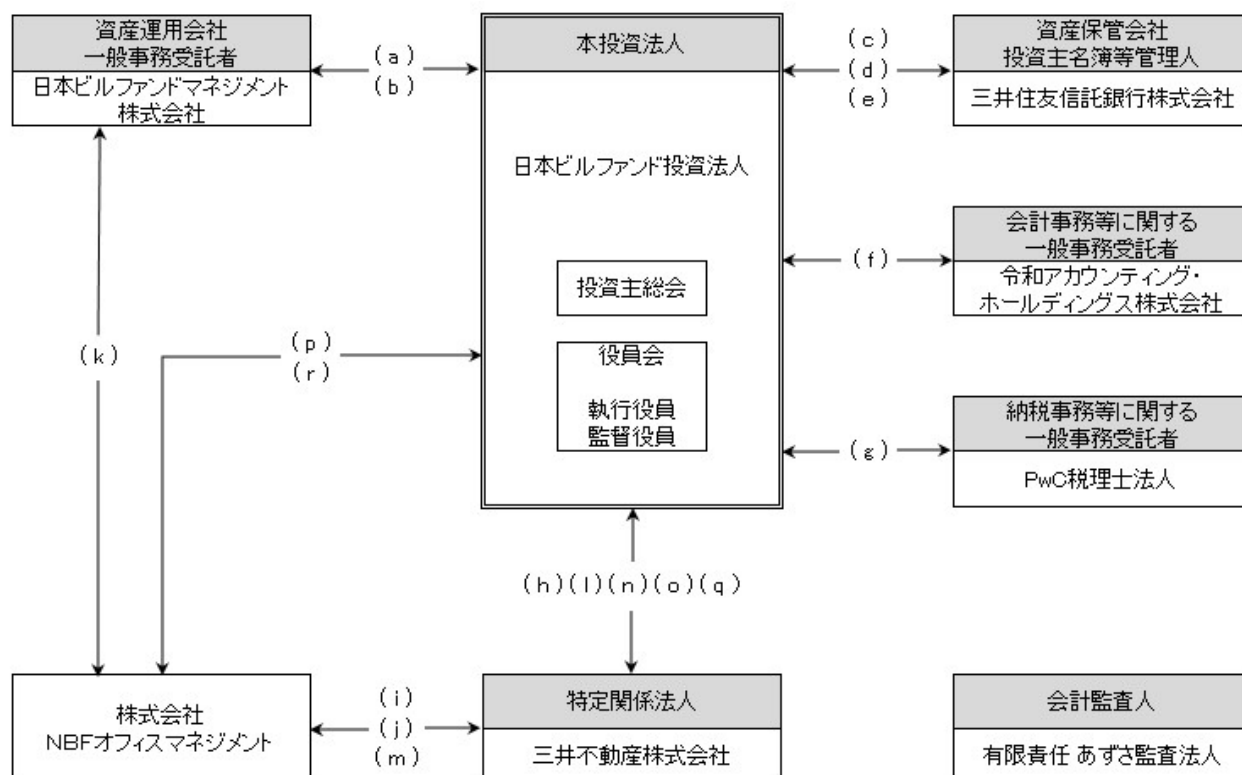 資産運用会社
一般事務受託者
日本ビルファンドマネジメント
株式会社
(a)
(b)
本投資法人
日本ビルファンド投資法人
投資主総会
役員会
執行役員
監督役員
(c)
(d)
(e)
資産保管会社
投資主名簿等管理人
三井住友信託銀行株式会社
(f)
会計事務等に関する
一般事務受託者
令和アカウンティング・
ホールディングス株式会社
(k)
(p)
(r)
(g)
納税事務等に関する
一般事務受託者
PwC税理士法人
(h)(l)(n)(o)(q)
株式会社
NBFオフィスマネジメント
(i)
(j)
(m)
特定関係法人
三井不動産株式会社
会計監査人
有限責任 あずさ監査法人